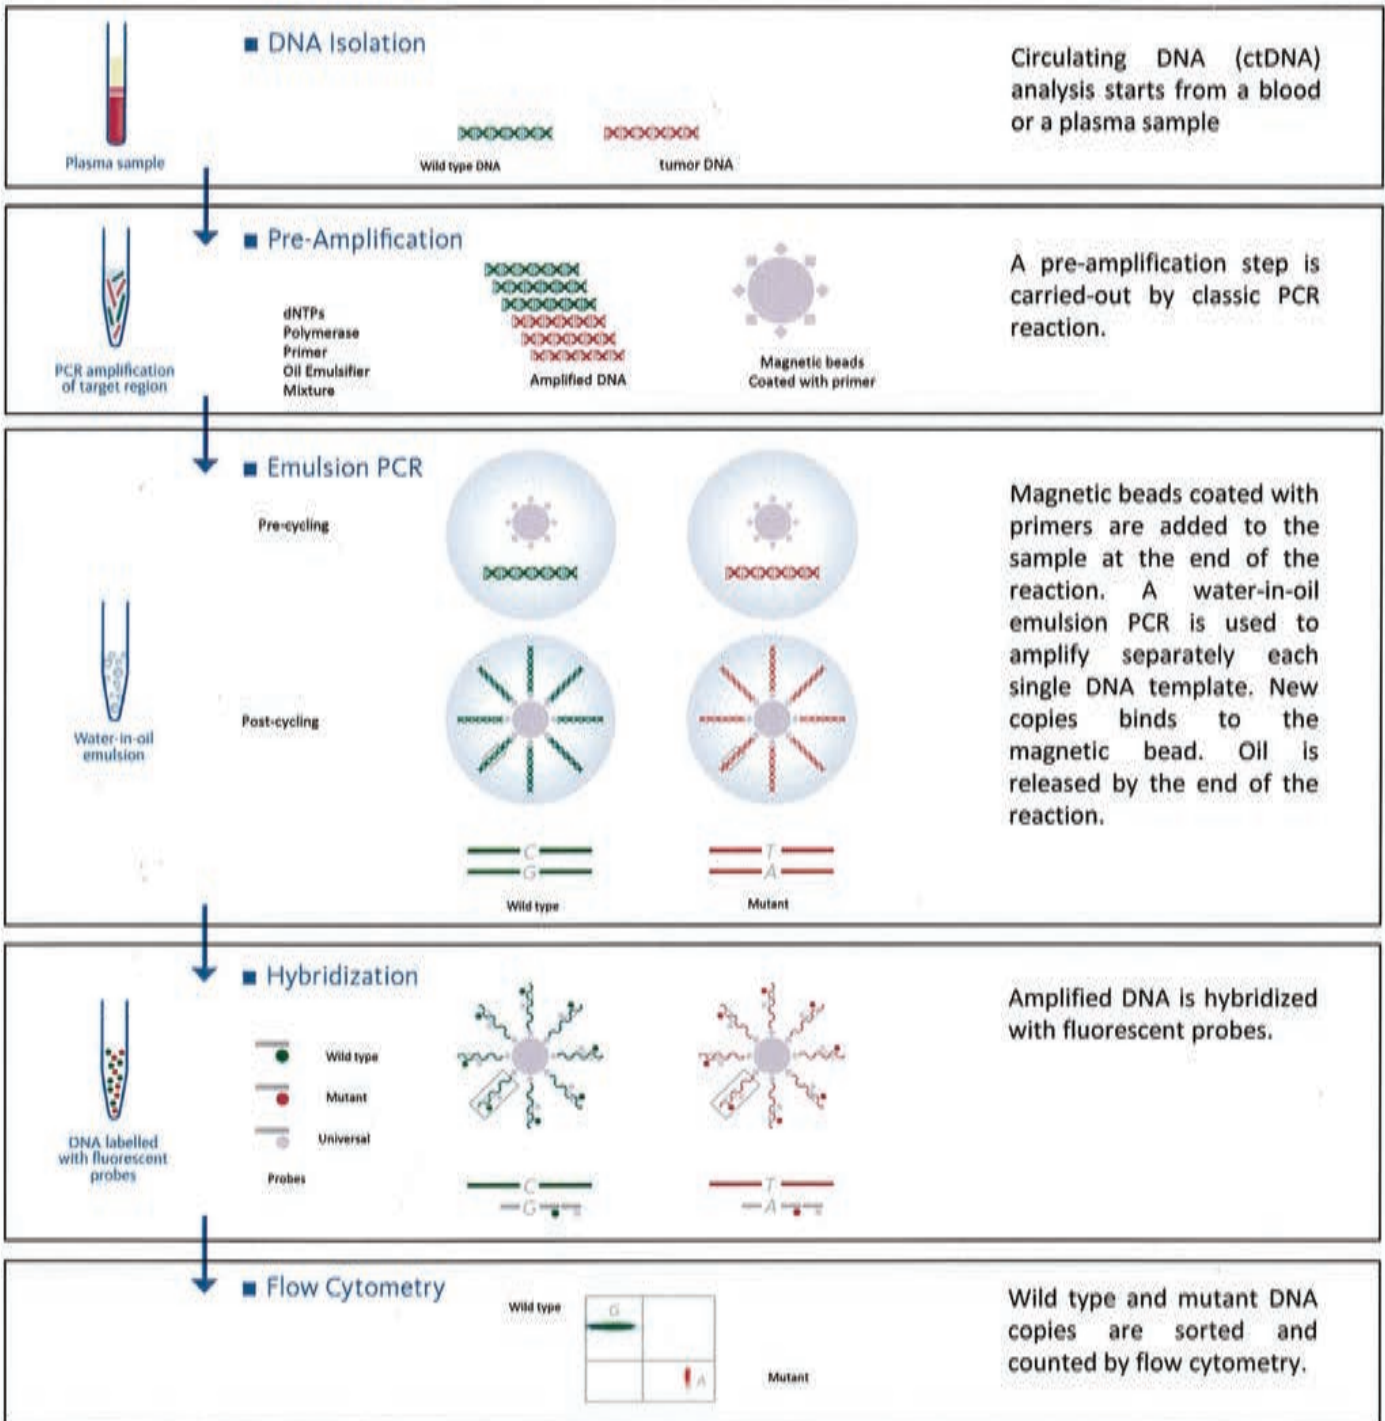 DNA Isolation
Plasma sample
Wild type DNA
tumor DNA
Circulating DNA (ctDNA)
analysis starts from a blood
or a plasma sample
Pre-Amplification
dNTPs
Polymerase
Primer
Oil Emulsifier
Mixture
PCR amplification
of target region
Amplified DNA
Magnetic beads
Coated with primer
A pre-amplification step is
carried-out by classic PCR
reaction.
Emulsion PCR
Pre-cycling
Post-cycling
Water-in-oil
emulsion
C
G
Wild type
T
A
Mutant
Magnetic beads coated with
primers are added to the
sample at the end of the
reaction. A water-in-oil
emulsion PCR is used to
amplify separately each
single DNA template. New
copies binds to the
magnetic bead. Oil is
released by the end of the
reaction.
Hybridization
Wild type
Mutant
Universal
Probes
DNA labelled
with fluorescent
probes
C
G
T
A
Amplified DNA is hybridized
with fluorescent probes.
Flow Cytometry
Wild type
G
A
Mutant
Wild type and mutant DNA
copies are sorted and
counted by flow cytometry.